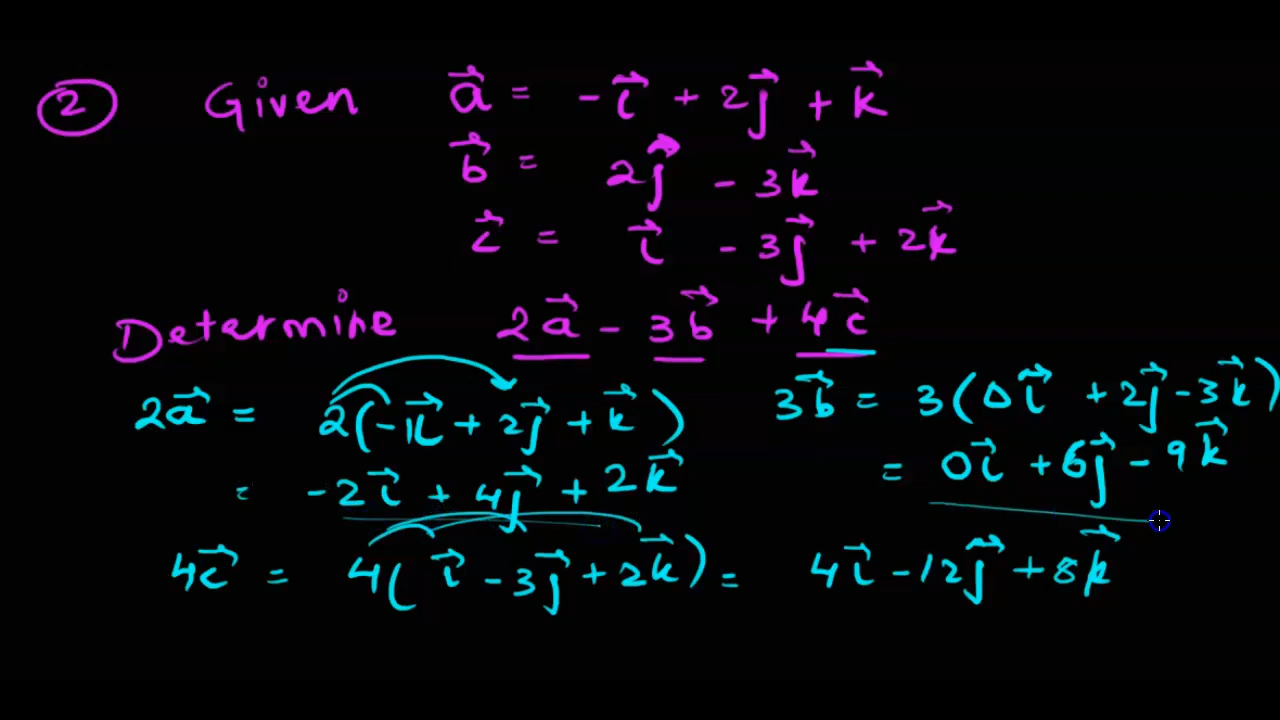 ② Given a⃗ = -i⃗ + 2j⃗ + k⃗
b⃗ = 2j⃗ - 3k⃗
c⃗ = i⃗ - 3j⃗ + 2k⃗
Determine 2a⃗ - 3b⃗ + 4c⃗
2a⃗ = 2(-1i⃗ + 2j⃗ + k⃗)
= -2i⃗ + 4j⃗ + 2k⃗
3b⃗ = 3(0i⃗ + 2j⃗ - 3k⃗)
= 0i⃗ + 6j⃗ - 9k⃗
4c⃗ = 4(i⃗ - 3j⃗ + 2k⃗) = 4i⃗ - 12j⃗ + 8k⃗